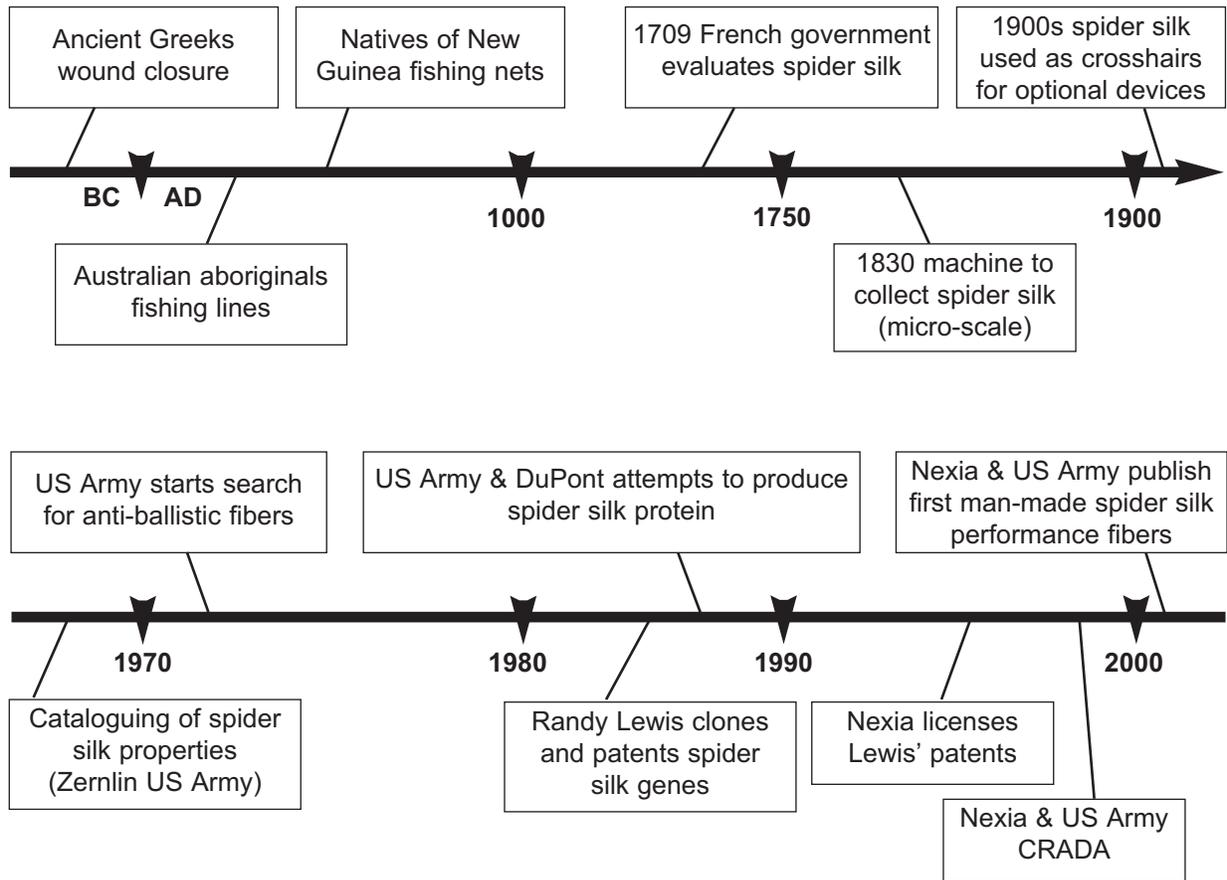 Ancient Greeks
wound closure
Natives of New
Guinea fishing nets
1709 French government
evaluates spider silk
1900s spider silk
used as crosshairs
for optional devices
BC
AD
1000
1750
1900
Australian aboriginals
fishing lines
1830 machine to
collect spider silk
(micro-scale)
US Army starts search
for anti-ballistic fibers
US Army & DuPont attempts to produce
spider silk protein
Nexia & US Army publish
first man-made spider silk
performance fibers
1970
1980
1990
2000
Cataloguing of spider
silk properties
(Zernlin US Army)
Randy Lewis clones
and patents spider
silk genes
Nexia licenses
Lewis’ patents
Nexia & US Army
CRADA